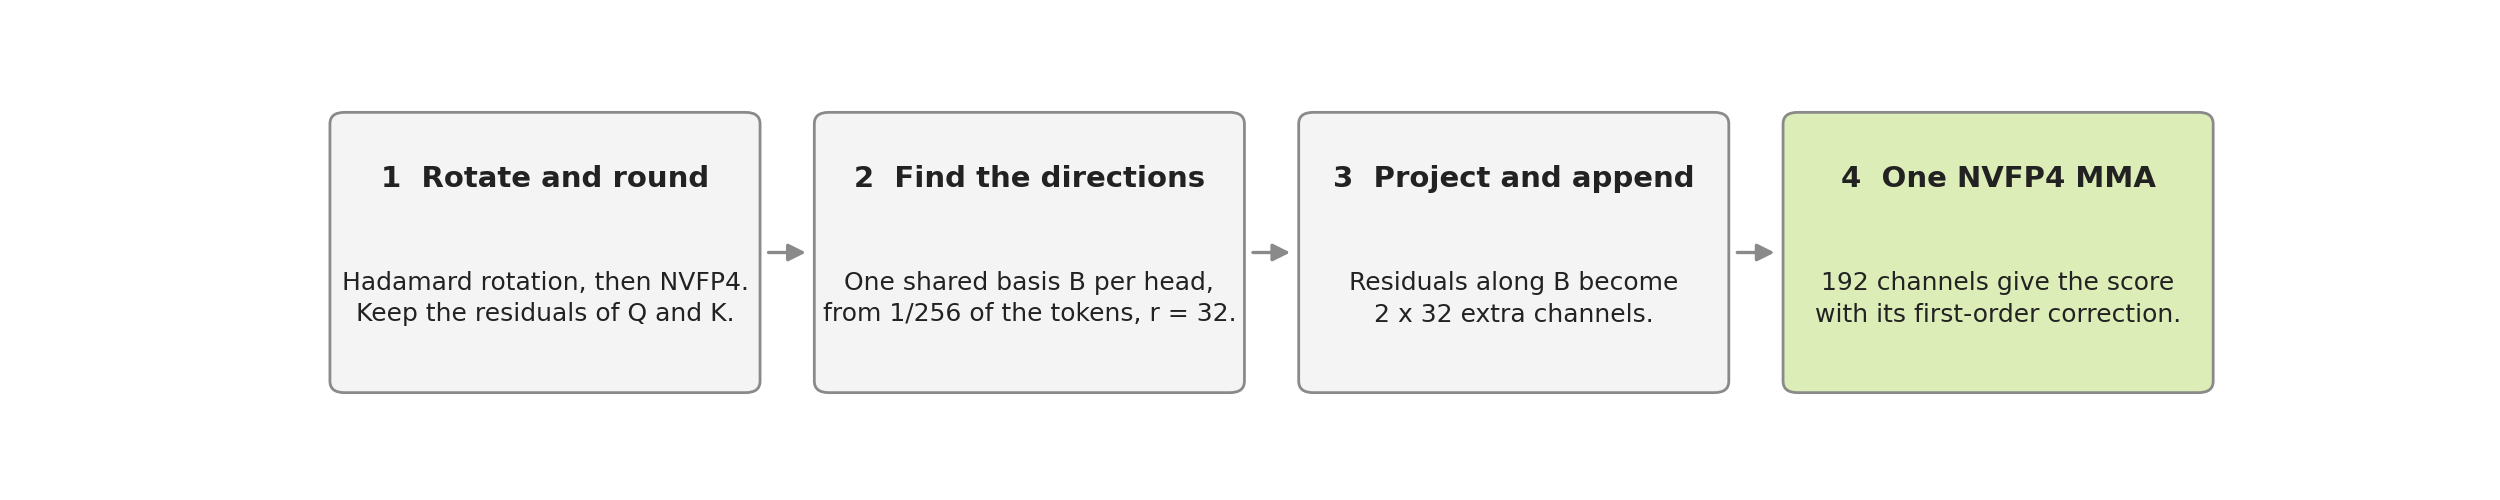 1 Rotate and round
Hadamard rotation, then NVFP4.
Keep the residuals of Q and K.
2 Find the directions
One shared basis B per head,
from 1/256 of the tokens, r = 32.
3 Project and append
Residuals along B become
2 x 32 extra channels.
4 One NVFP4 MMA
192 channels give the score
with its first-order correction.